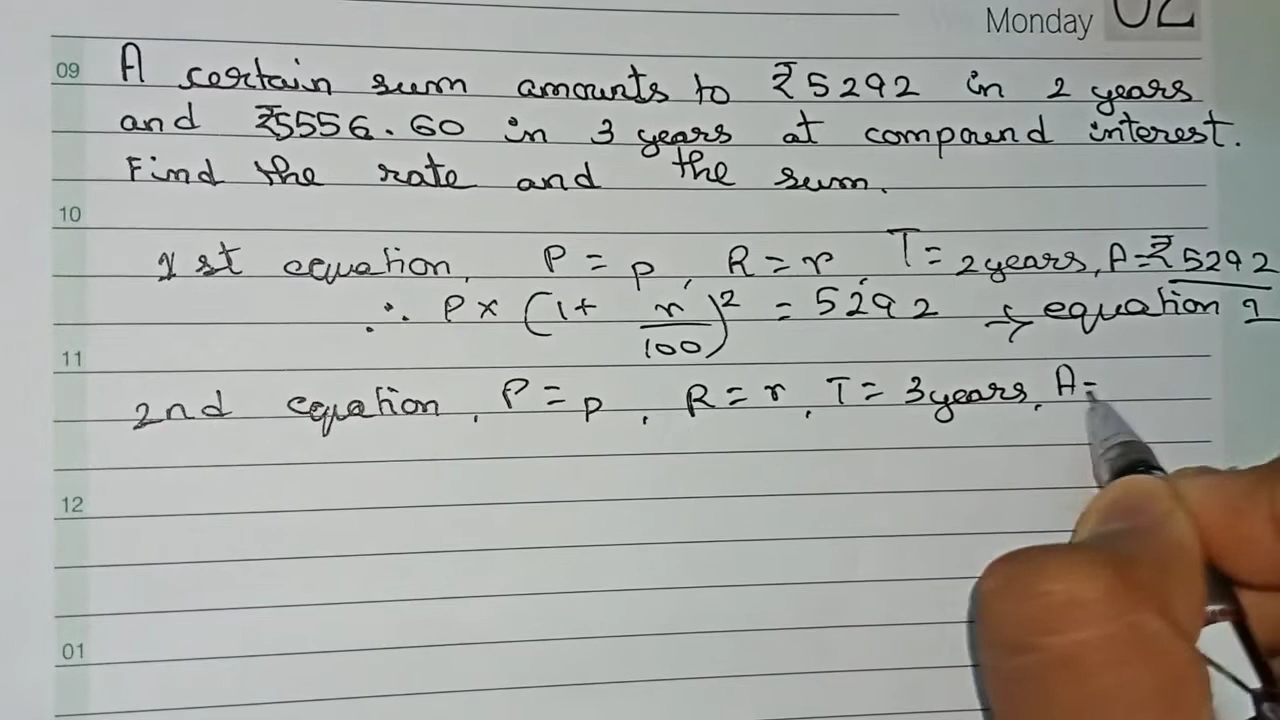 Monday 02
09 A certain sum amounts to ₹5292 in 2 years
and ₹5556.60 in 3 years at compound interest.
Find the rate and the sum.
10
1st equation, P = p, R = r, T = 2years, A = ₹5292
∴ P × (1+ r/100)² = 5292 → equation 1
11
2nd equation, P = p, R = r, T = 3years, A =
12
01